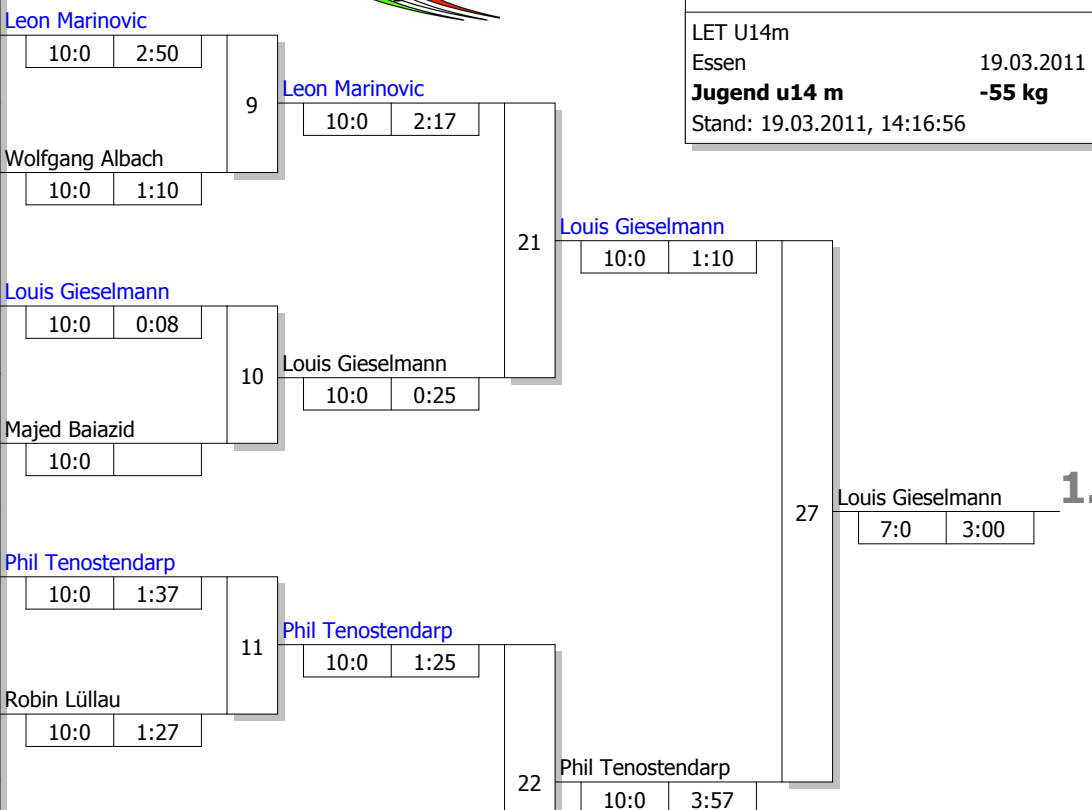 LET U14m
Essen 19.03.2011
Jugend u14 m -55 kg
Stand: 19.03.2011, 14:16:56
Leon Marinovic
10:0 2:50
9
Leon Marinovic
10:0 2:17
Wolfgang Albach
10:0 1:10
21
Louis Gieselmann
10:0 1:10
Louis Gieselmann
10:0 0:08
10
Louis Gieselmann
10:0 0:25
Majed Baiazid
10:0
27
Louis Gieselmann
7:0 3:00
1.
Phil Tenostendarp
10:0 1:37
11
Phil Tenostendarp
10:0 1:25
Robin Lüllau
10:0 1:27
22
Phil Tenostendarp
10:0 3:57